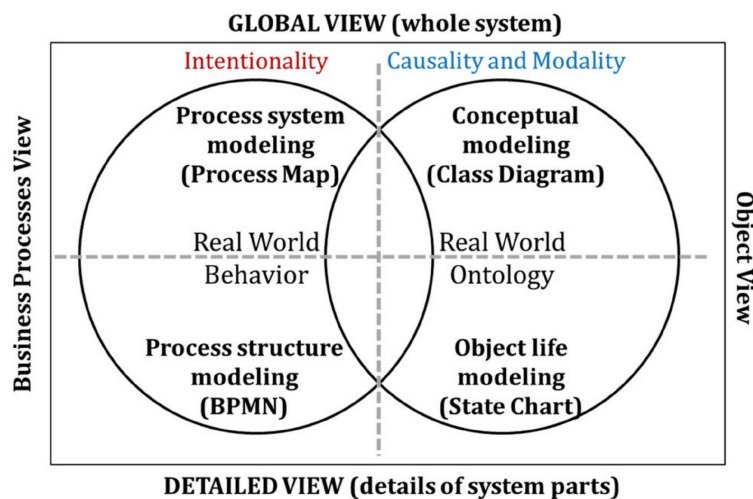 GLOBAL VIEW (whole system)
Intentionality
Causality and Modality
Process system
modeling
(Process Map)
Conceptual
modeling
(Class Diagram)
Business Processes View
Real World
Behavior
Real World
Ontology
Object View
Process structure
modeling
(BPMN)
Object life
modeling
(State Chart)
DETAILED VIEW (details of system parts)